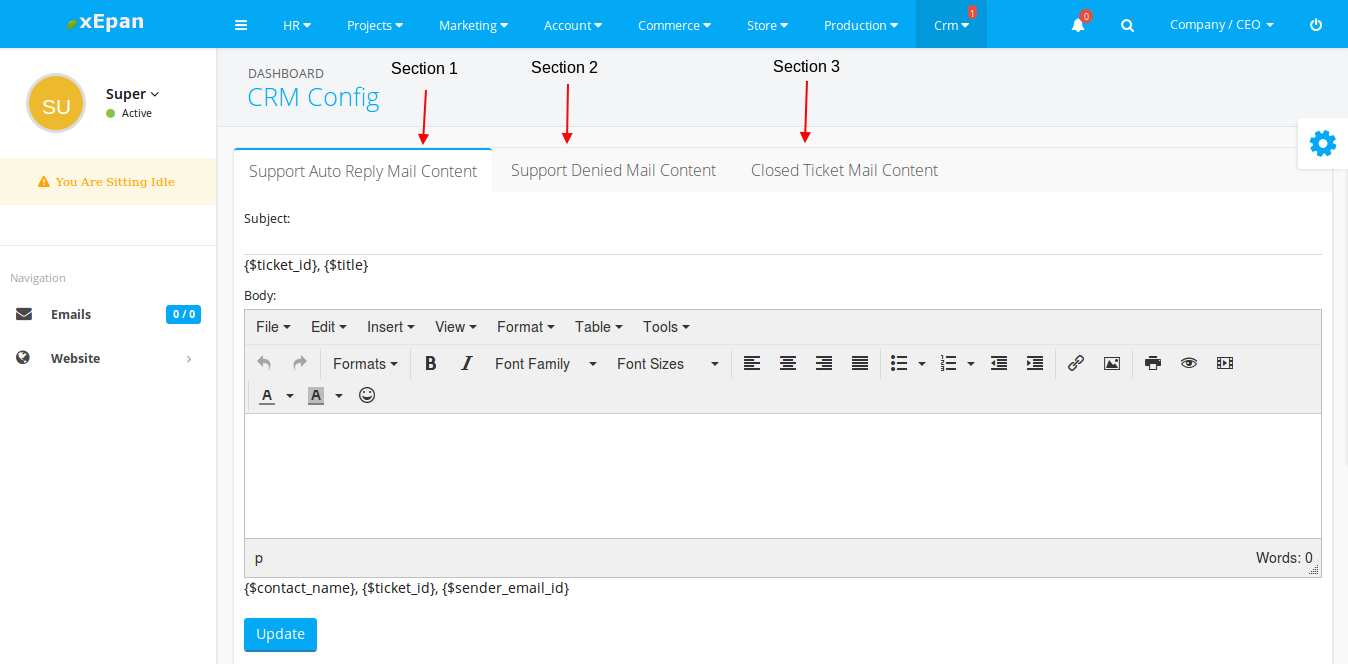 xEpan
HR Projects Marketing Account Commerce Store Production Crm 1 0 Company / CEO
SU Super
Active
DASHBOARD
CRM Config
Section 1 Section 2 Section 3
You Are Sitting Idle
Navigation
Emails 0 / 0
Website
Support Auto Reply Mail Content Support Denied Mail Content Closed Ticket Mail Content
Subject:
{$ticket_id}, {$title}
Body:
File Edit Insert View Format Table Tools
Formats B I Font Family Font Sizes
A A
p Words: 0
{$contact_name}, {$ticket_id}, {$sender_email_id}
Update